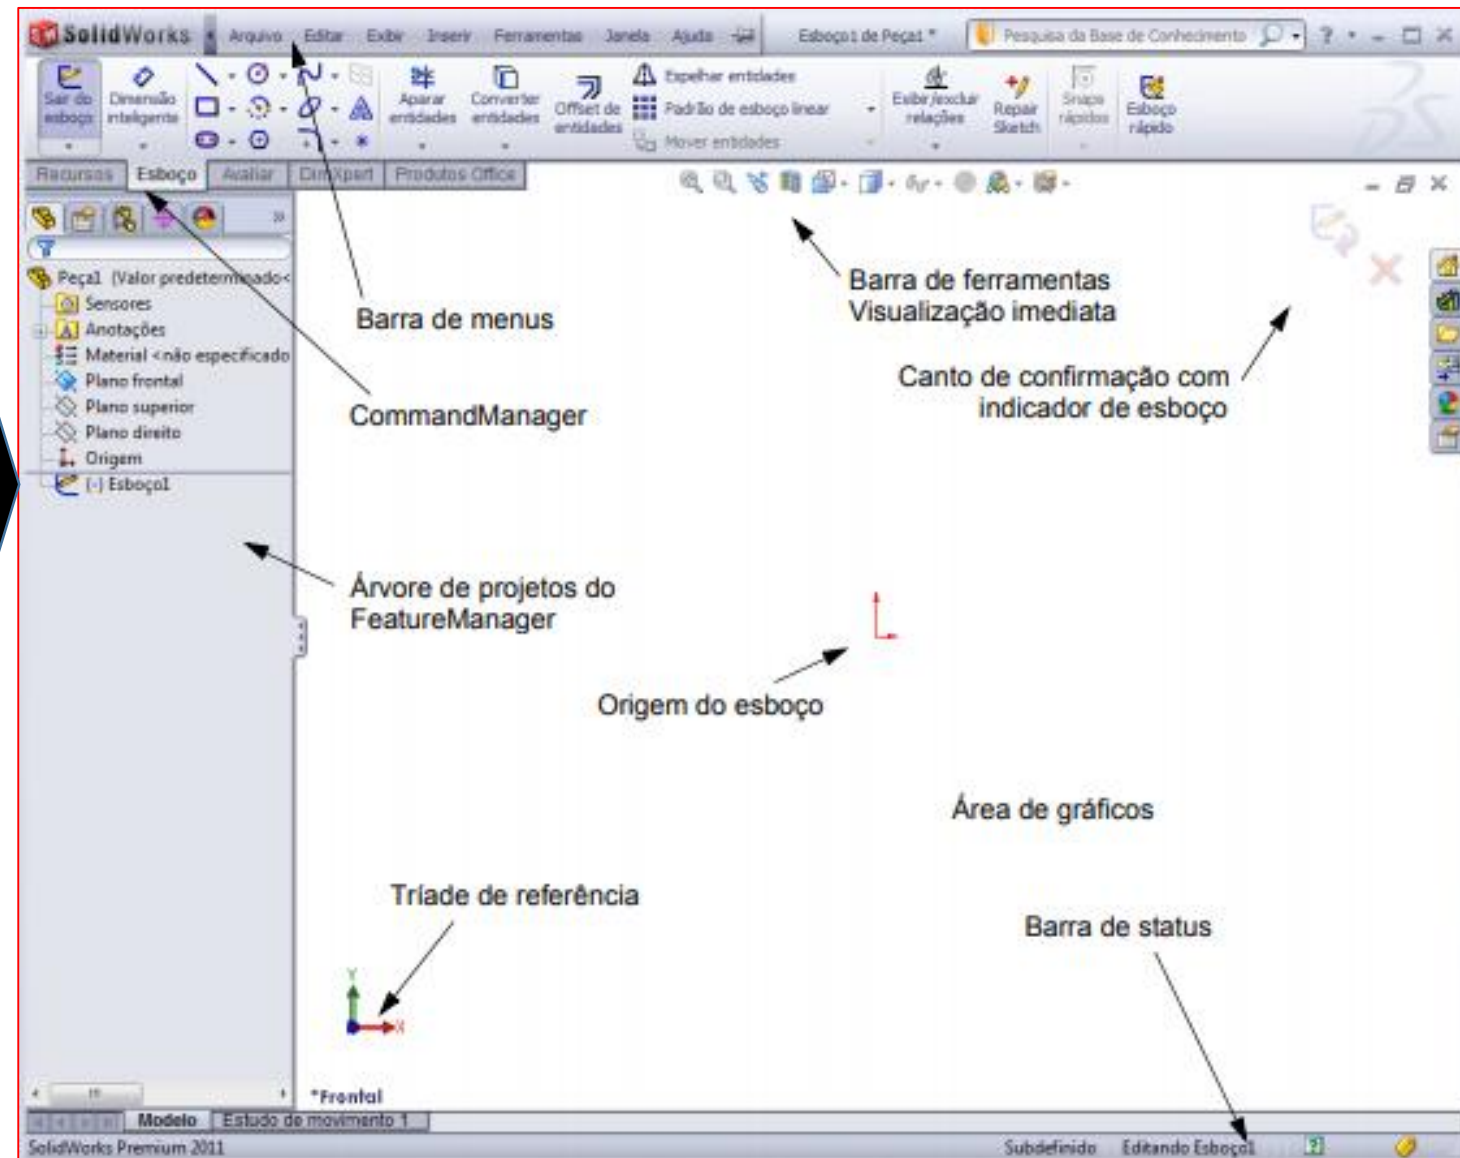 SolidWorks Arquivo Editar Exibir Inserir Ferramentas Janela Ajuda Esboço1 de Peça1 * Pesquisa da Base de Conhecimento ?
Sair do esboço
Dimensão inteligente
Aparar entidades
Converter entidades
Offset de entidades
Espelhar entidades
Padrão de esboço linear
Mover entidades
Exibir/excluir relações
Repair Sketch
Snaps rápidos
Esboço rápido
Recursos Esboço Avaliar DimXpert Produtos Office
Peça1 (Valor predeterminado<
Sensores
Anotações
Material <não especificado
Plano frontal
Plano superior
Plano direito
Origem
(-) Esboço1
Barra de menus
CommandManager
Barra de ferramentas
Visualização imediata
Canto de confirmação com
indicador de esboço
Árvore de projetos do
FeatureManager
Origem do esboço
Área de gráficos
Tríade de referência
Barra de status
Y
X
*Frontal
Modelo Estudo de movimento 1
SolidWorks Premium 2011 Subdefinido Editando Esboço1